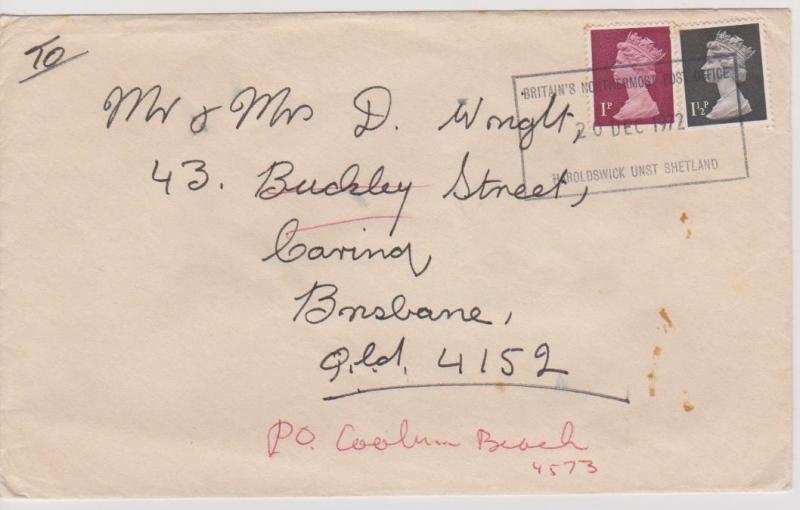 To
1P
1½P
BRITAIN'S NORTHERMOST POST OFFICE
20 DEC 1972
HAROLDSWICK UNST SHETLAND
Mr & Mrs D. Wright,
43. Buckley Street,
Carina,
Brisbane,
Qld. 4152
P.O. Coolum Beach
4573